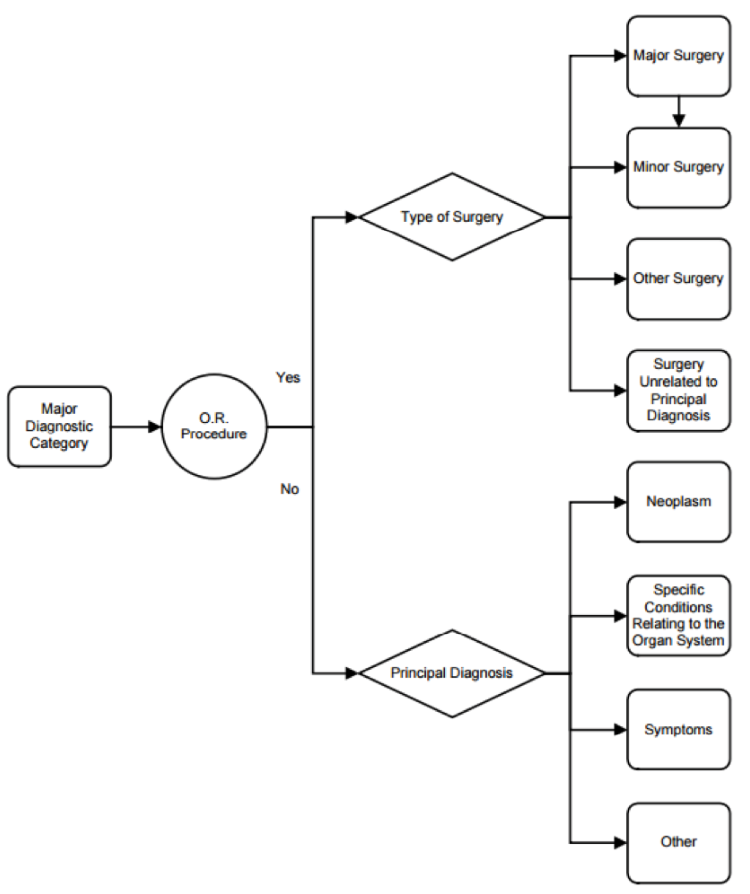 Major Surgery
Minor Surgery
Type of Surgery
Other Surgery
Surgery
Unrelated to
Principal
Diagnosis
Yes
Major
Diagnostic
Category
O.R.
Procedure
No
Neoplasm
Specific
Conditions
Relating to the
Organ System
Principal Diagnosis
Symptoms
Other